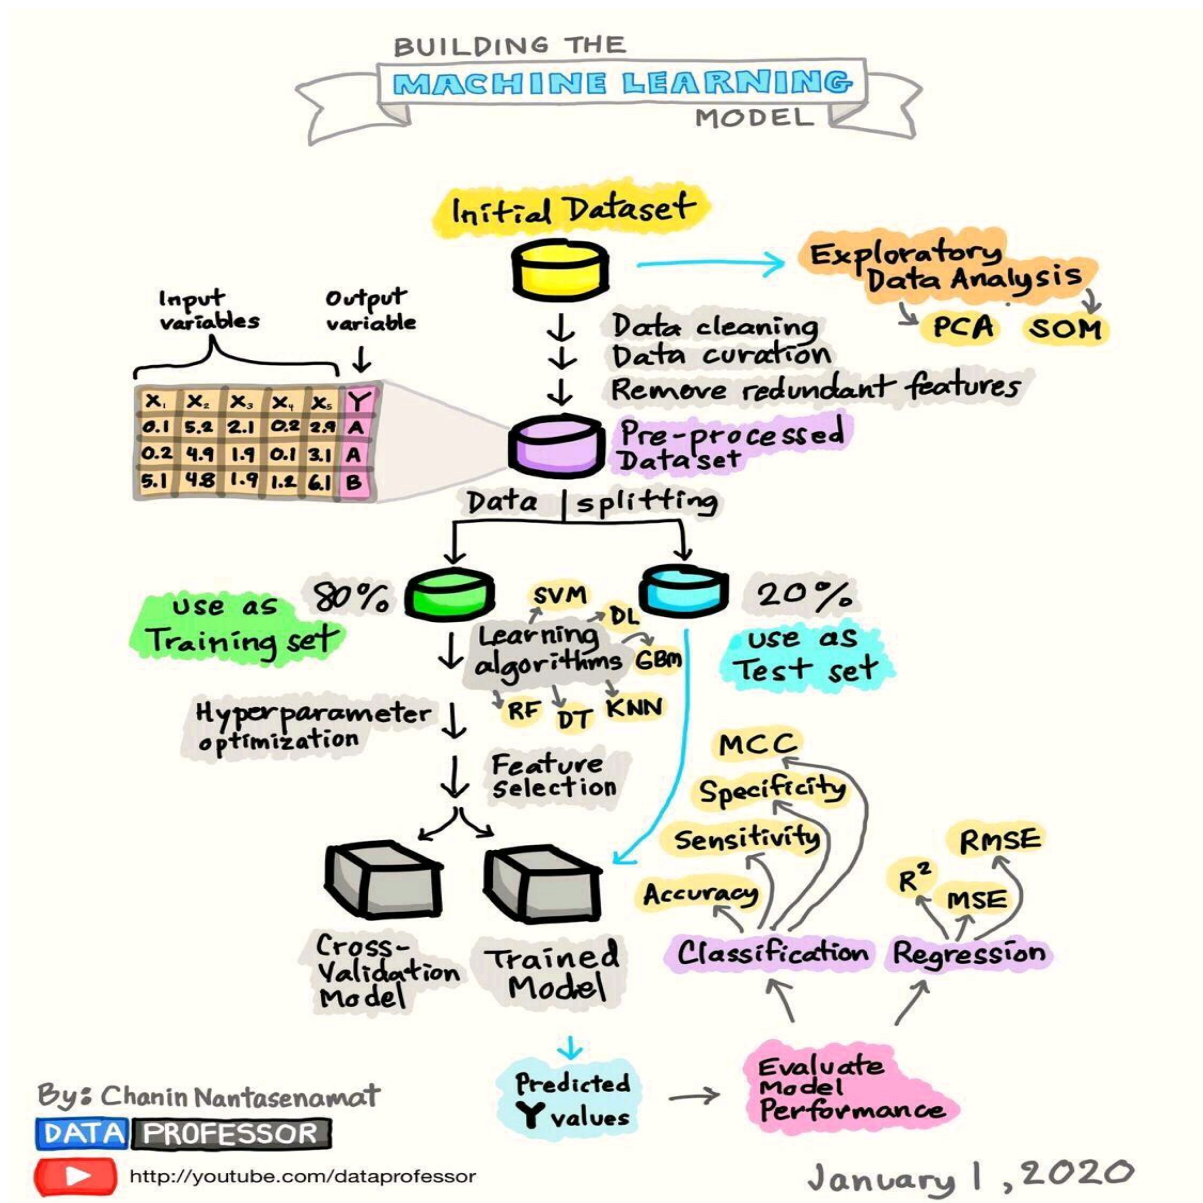 BUILDING THE
MACHINE LEARNING
MODEL
Initial Dataset
Exploratory
Data Analysis
PCA SOM
Data cleaning
Data curation
Remove redundant features
Input
variables
Output
variable
X₁ X₂ X₃ X₄ X₅ Y
0.1 5.2 2.1 0.2 2.9 A
0.2 4.9 1.9 0.1 3.1 A
5.1 4.8 1.9 1.2 6.1 B
Pre-processed
Dataset
Data splitting
80%
use as
Training set
20%
use as
Test set
Learning
algorithms
SVM
DL
GBM
KNN
DT
RF
Hyperparameter
optimization
Feature
selection
Cross-
Validation
Model
Trained
Model
MCC
Specificity
Sensitivity
Accuracy
Classification
RMSE
R²
MSE
Regression
Predicted
Y values
Evaluate
Model
Performance
By: Chanin Nantasenamat
DATA PROFESSOR
http://youtube.com/dataprofessor
January 1, 2020